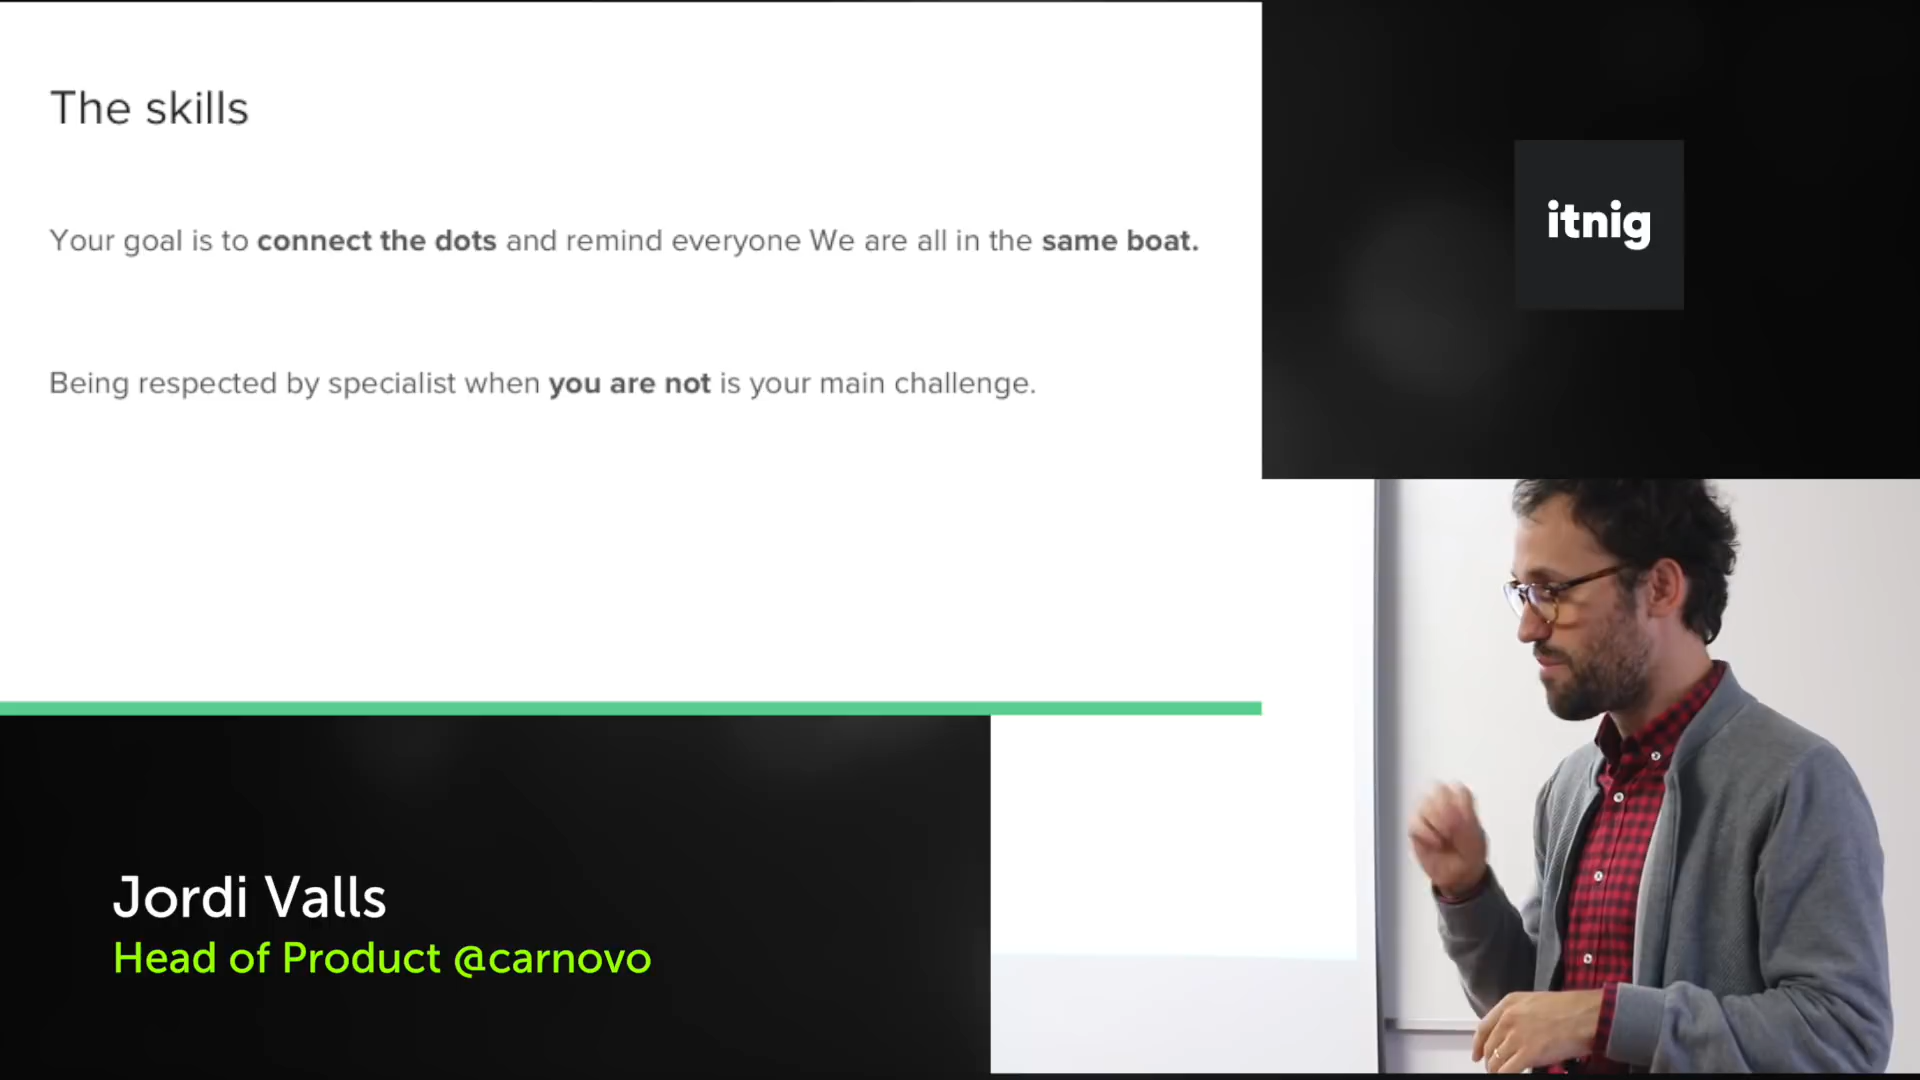 The skills
Your goal is to connect the dots and remind everyone We are all in the same boat.
Being respected by specialist when you are not is your main challenge.
itnig
Jordi Valls
Head of Product @carnovo